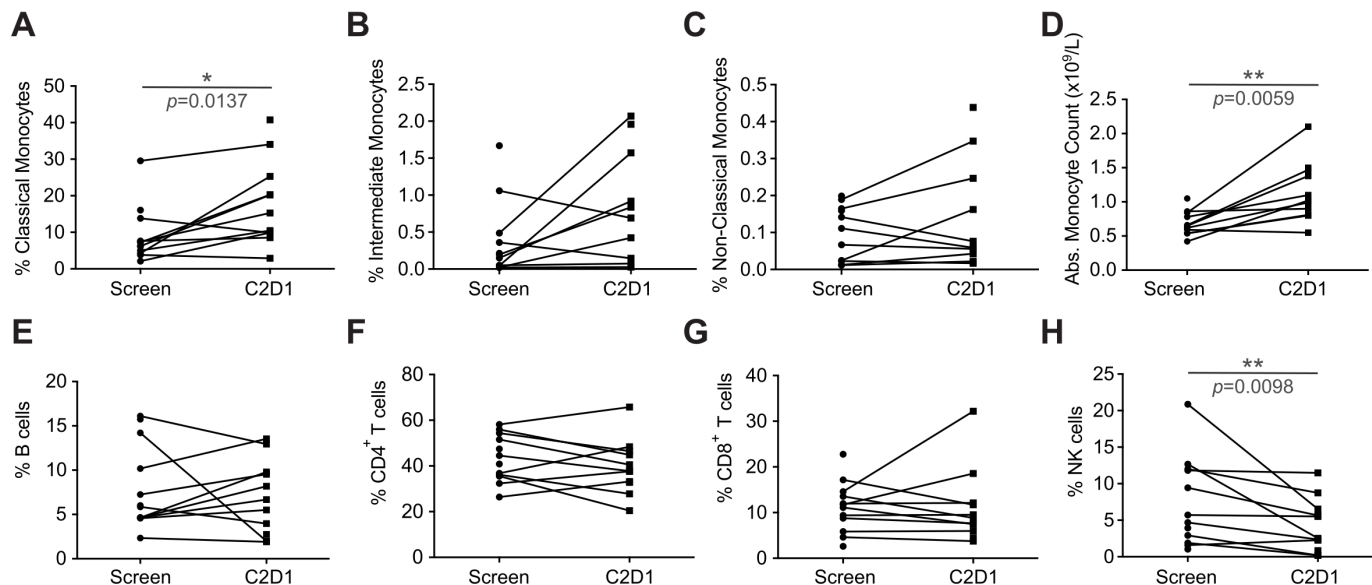 A
% Classical Monocytes
50
40
30
20
10
0
*
p=0.0137
Screen
C2D1
B
% Intermediate Monocytes
2.5
2.0
1.5
1.0
0.5
0.0
Screen
C2D1
C
% Non-Classical Monocytes
0.5
0.4
0.3
0.2
0.1
0.0
Screen
C2D1
D
Abs. Monocyte Count (x10⁹/L)
2.5
2.0
1.5
1.0
0.5
0.0
**
p=0.0059
Screen
C2D1
E
% B cells
20
15
10
5
0
Screen
C2D1
F
% CD4⁺ T cells
80
60
40
20
0
Screen
C2D1
G
% CD8⁺ T cells
40
30
20
10
0
Screen
C2D1
H
% NK cells
25
20
15
10
5
0
**
p=0.0098
Screen
C2D1